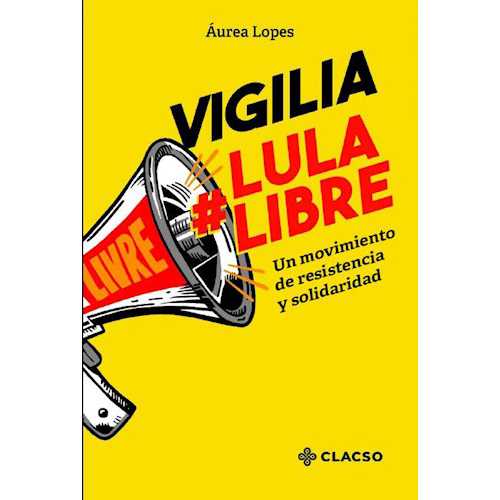 Áurea Lopes
VIGILIA
#LULA
LIBRE
Un movimiento
de resistencia
y solidaridad
LIVRE
CLACSO